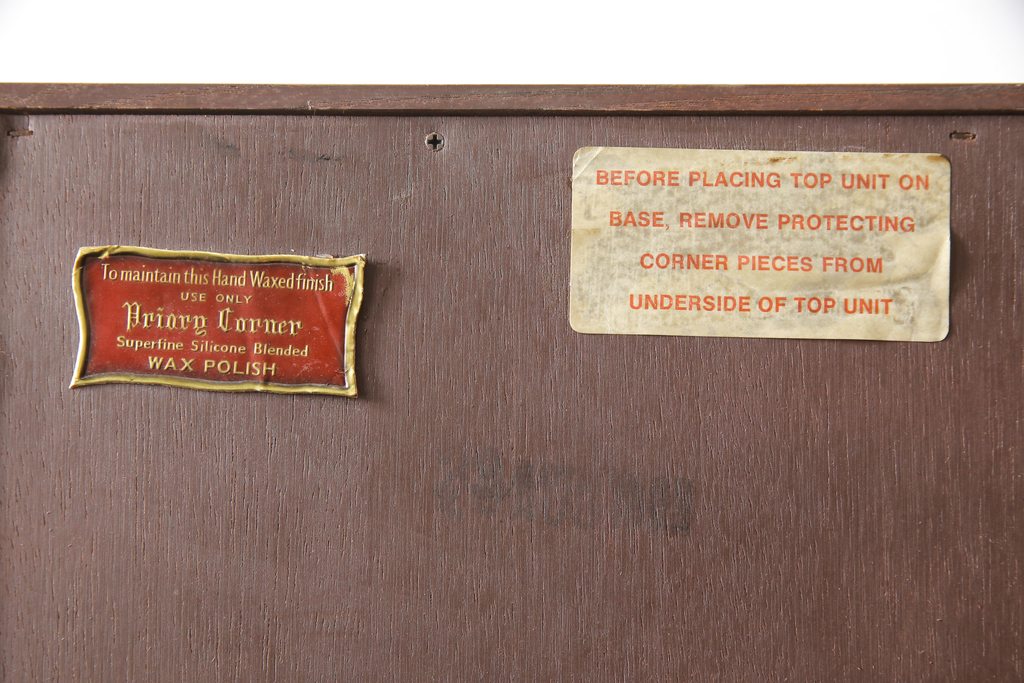 To maintain this Hand Waxed finish
USE ONLY
Priory Corner
Superfine Silicone Blended
WAX POLISH
BEFORE PLACING TOP UNIT ON
BASE, REMOVE PROTECTING
CORNER PIECES FROM
UNDERSIDE OF TOP UNIT